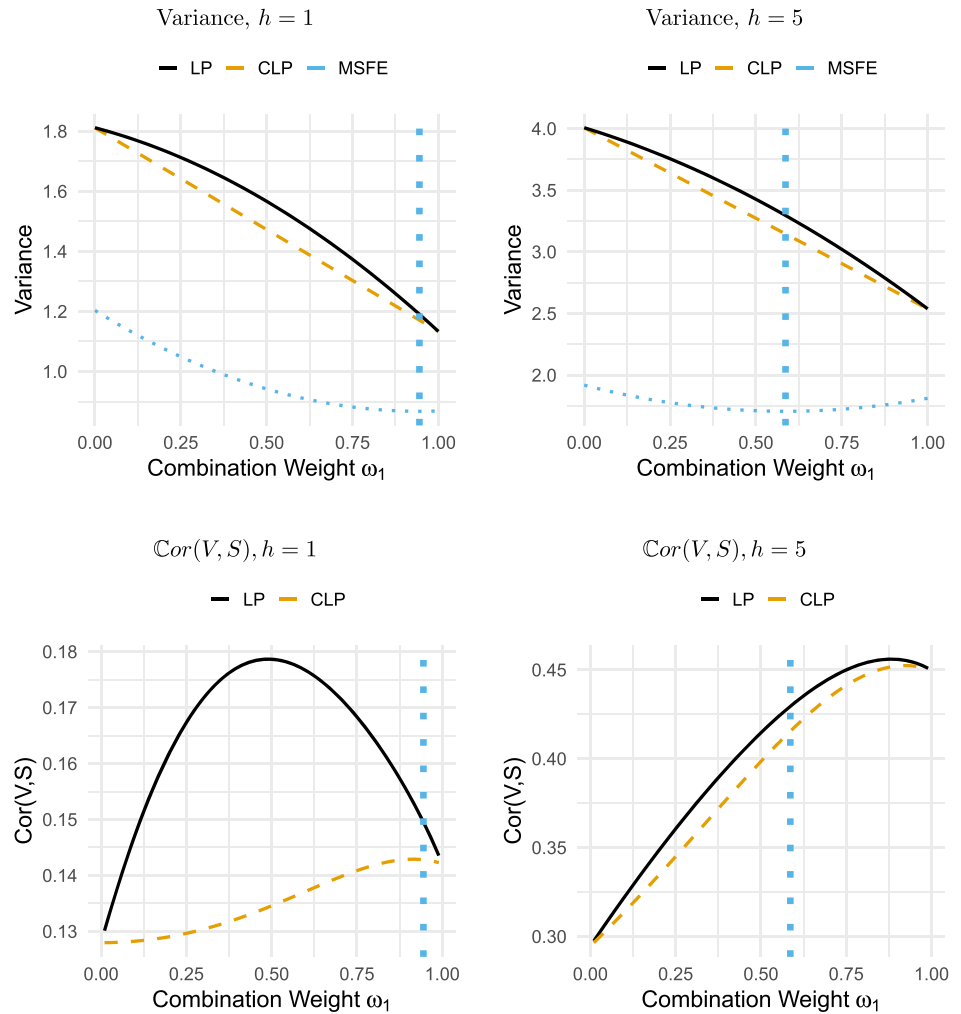 Variance, h = 1
LP CLP MSFE
Variance
1.8
1.6
1.4
1.2
1.0
0.00 0.25 0.50 0.75 1.00
Combination Weight ω₁
Variance, h = 5
LP CLP MSFE
Variance
4.0
3.5
3.0
2.5
2.0
0.00 0.25 0.50 0.75 1.00
Combination Weight ω₁
ℂor(V, S), h = 1
LP CLP
Cor(V,S)
0.18
0.17
0.16
0.15
0.14
0.13
0.00 0.25 0.50 0.75 1.00
Combination Weight ω₁
ℂor(V, S), h = 5
LP CLP
Cor(V,S)
0.45
0.40
0.35
0.30
0.00 0.25 0.50 0.75 1.00
Combination Weight ω₁